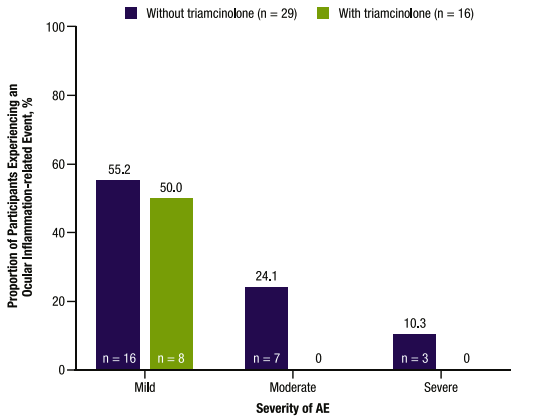 Without triamcinolone (n = 29) With triamcinolone (n = 16)
Proportion of Participants Experiencing an
Ocular Inflammation-related Event, %
100
80
60
40
20
0
55.2
50.0
24.1
10.3
n = 16 n = 8 n = 7 0 n = 3 0
Mild Moderate Severe
Severity of AE